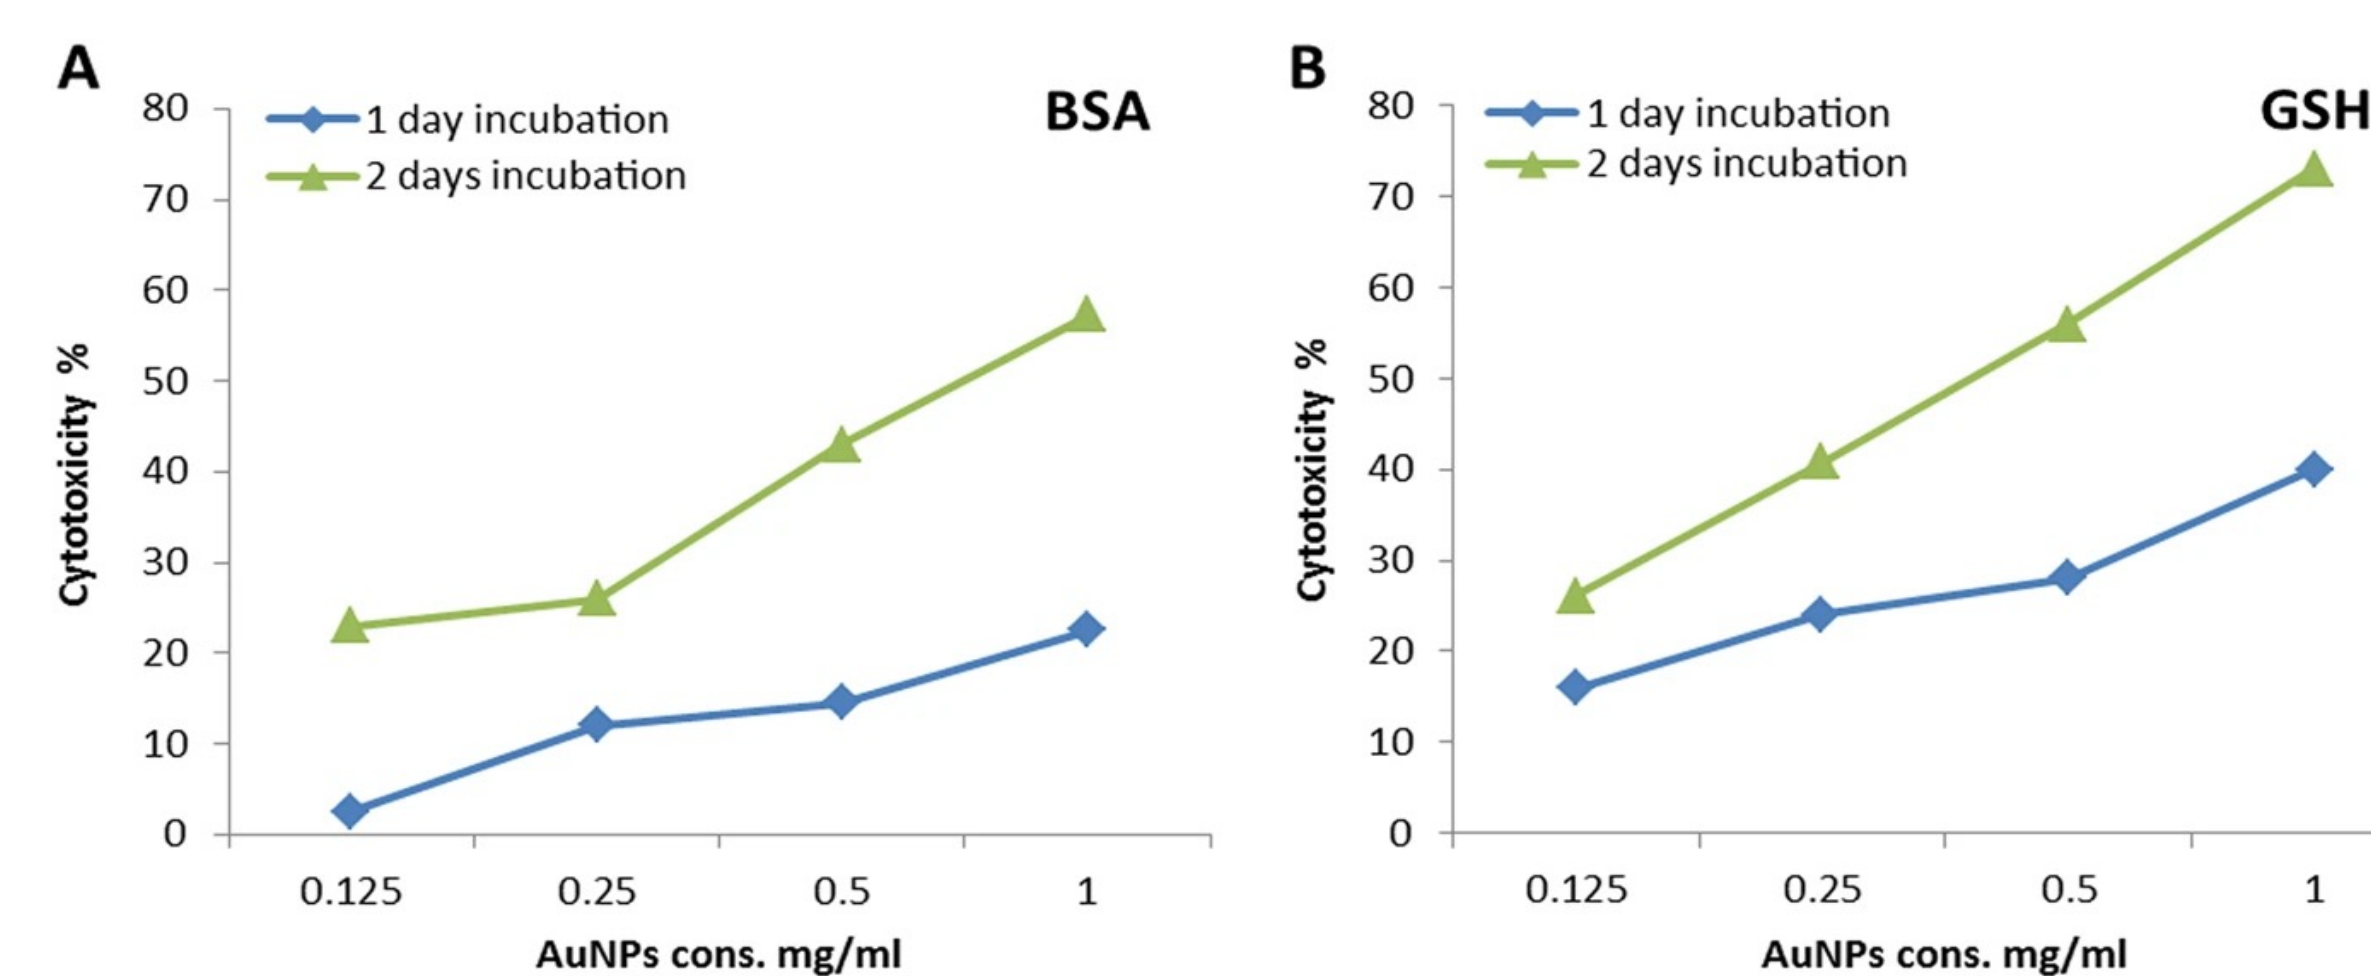 A
BSA
1 day incubation
2 days incubation
80
70
60
50
40
30
20
10
0
Cytotoxicity %
0.125 0.25 0.5 1
AuNPs cons. mg/ml
B
GSH
1 day incubation
2 days incubation
80
70
60
50
40
30
20
10
0
Cytotoxicity %
0.125 0.25 0.5 1
AuNPs cons. mg/ml